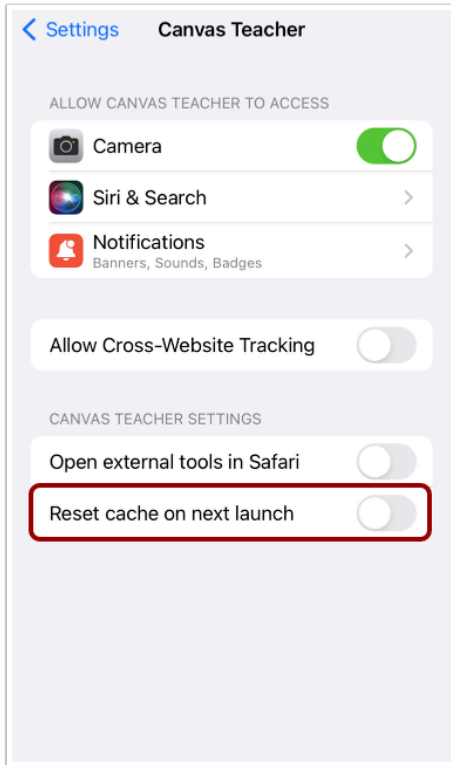 Settings Canvas Teacher
ALLOW CANVAS TEACHER TO ACCESS
Camera
Siri & Search
Notifications
Banners, Sounds, Badges
Allow Cross-Website Tracking
CANVAS TEACHER SETTINGS
Open external tools in Safari
Reset cache on next launch